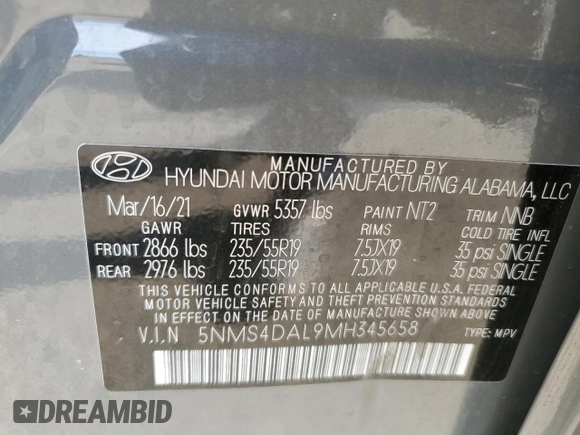 MANUFACTURED BY
HYUNDAI MOTOR MANUFACTURING ALABAMA, LLC
Mar/16/21 GVWR 5357 lbs PAINT NT2 TRIM NNB
GAWR TIRES RIMS COLD TIRE INFL
FRONT 2866 lbs 235/55R19 7.5JX19 35 psi SINGLE
REAR 2976 lbs 235/55R19 7.5JX19 35 psi SINGLE
THIS VEHICLE CONFORMS TO ALL APPLICABLE U.S.A. FEDERAL
MOTOR VEHICLE SAFETY AND THEFT PREVENTION STANDARDS
IN EFFECT ON THE DATE OF MANUFACTURE SHOWN ABOVE.
V.I.N 5NMS4DAL9MH345658 TYPE: MPV
DREAMBID